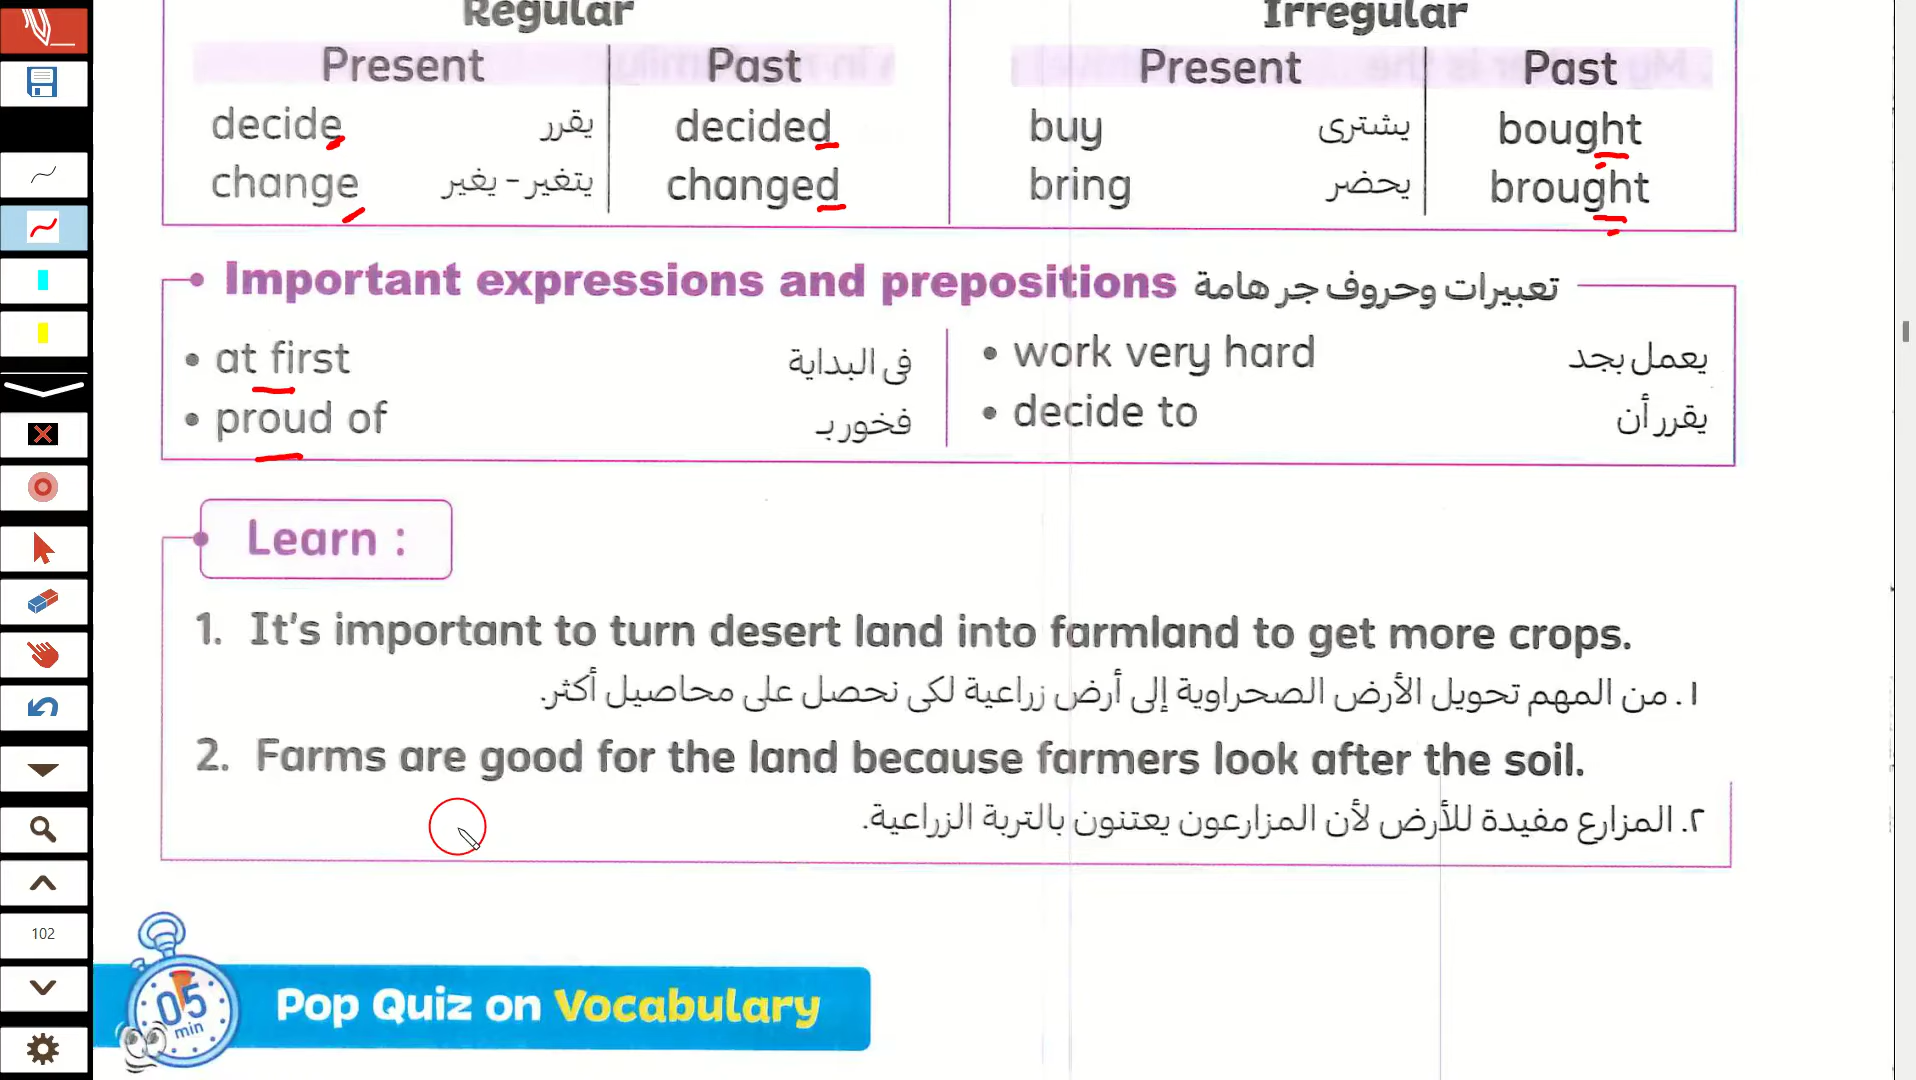 Regular Irregular
Present Past Present Past
decide يقرر decided buy يشترى bought
change يتغير - يغير changed bring يحضر brought
Important expressions and prepositions تعبيرات وحروف جر هامة
• at first فى البداية • work very hard يعمل بجد
• proud of فخور بـ • decide to يقرر أن
Learn :
1. It's important to turn desert land into farmland to get more crops.
١. من المهم تحويل الأرض الصحراوية إلى أرض زراعية لكى نحصل على محاصيل أكثر.
2. Farms are good for the land because farmers look after the soil.
٢. المزارع مفيدة للأرض لأن المزارعون يعتنون بالتربة الزراعية.
102
05
min
Pop Quiz on Vocabulary